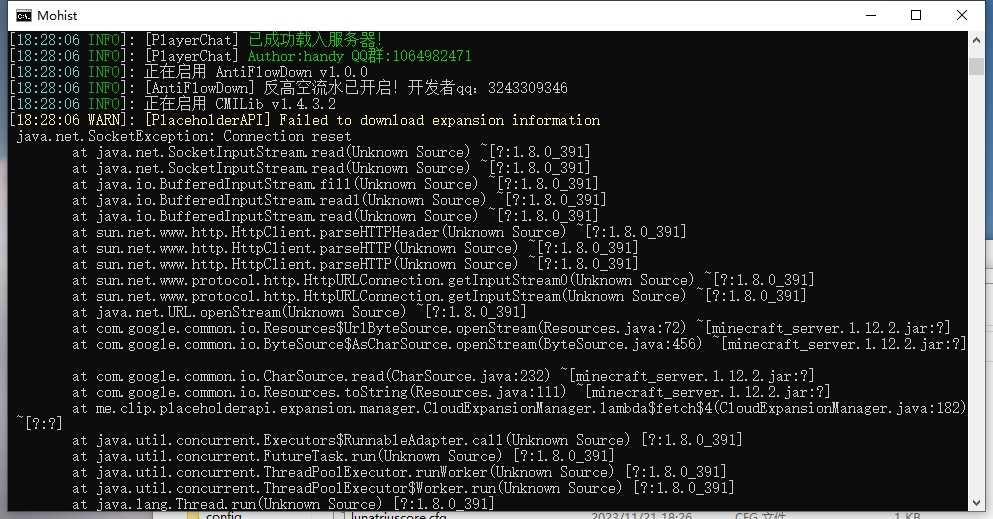 Mohist
[18:28:06 INFO]: [PlayerChat] 已成功载入服务器!
[18:28:06 INFO]: [PlayerChat] Author:handy QQ群:1064982471
[18:28:06 INFO]: 正在启用 AntiFlowDown v1.0.0
[18:28:06 INFO]: [AntiFlowDown] 反高空流水已开启! 开发者qq: 3243309346
[18:28:06 INFO]: 正在启用 CMILib v1.4.3.2
[18:28:06 WARN]: [PlaceholderAPI] Failed to download expansion information
java.net.SocketException: Connection reset
at java.net.SocketInputStream.read(Unknown Source) ~[?:1.8.0_391]
at java.net.SocketInputStream.read(Unknown Source) ~[?:1.8.0_391]
at java.io.BufferedInputStream.fill(Unknown Source) ~[?:1.8.0_391]
at java.io.BufferedInputStream.read1(Unknown Source) ~[?:1.8.0_391]
at java.io.BufferedInputStream.read(Unknown Source) ~[?:1.8.0_391]
at sun.net.www.http.HttpClient.parseHTTPHeader(Unknown Source) ~[?:1.8.0_391]
at sun.net.www.http.HttpClient.parseHTTP(Unknown Source) ~[?:1.8.0_391]
at sun.net.www.http.HttpClient.parseHTTP(Unknown Source) ~[?:1.8.0_391]
at sun.net.www.protocol.http.HttpURLConnection.getInputStream0(Unknown Source) ~[?:1.8.0_391]
at sun.net.www.protocol.http.HttpURLConnection.getInputStream(Unknown Source) ~[?:1.8.0_391]
at java.net.URL.openStream(Unknown Source) ~[?:1.8.0_391]
at com.google.common.io.Resources$UrlByteSource.openStream(Resources.java:72) ~[minecraft_server.1.12.2.jar:?]
at com.google.common.io.ByteSource$AsCharSource.openStream(ByteSource.java:456) ~[minecraft_server.1.12.2.jar:?]
at com.google.common.io.CharSource.read(CharSource.java:232) ~[minecraft_server.1.12.2.jar:?]
at com.google.common.io.Resources.toString(Resources.java:111) ~[minecraft_server.1.12.2.jar:?]
at me.clip.placeholderapi.expansion.manager.CloudExpansionManager.lambda$fetch$4(CloudExpansionManager.java:182)
~[?:?]
at java.util.concurrent.Executors$RunnableAdapter.call(Unknown Source) [?:1.8.0_391]
at java.util.concurrent.FutureTask.run(Unknown Source) [?:1.8.0_391]
at java.util.concurrent.ThreadPoolExecutor.runWorker(Unknown Source) [?:1.8.0_391]
at java.util.concurrent.ThreadPoolExecutor$Worker.run(Unknown Source) [?:1.8.0_391]
at java.lang.Thread.run(Unknown Source) [?:1.8.0_391]
config lunatriuscore.cfg 2023/11/21 18:26 CFG 文件 1 KB